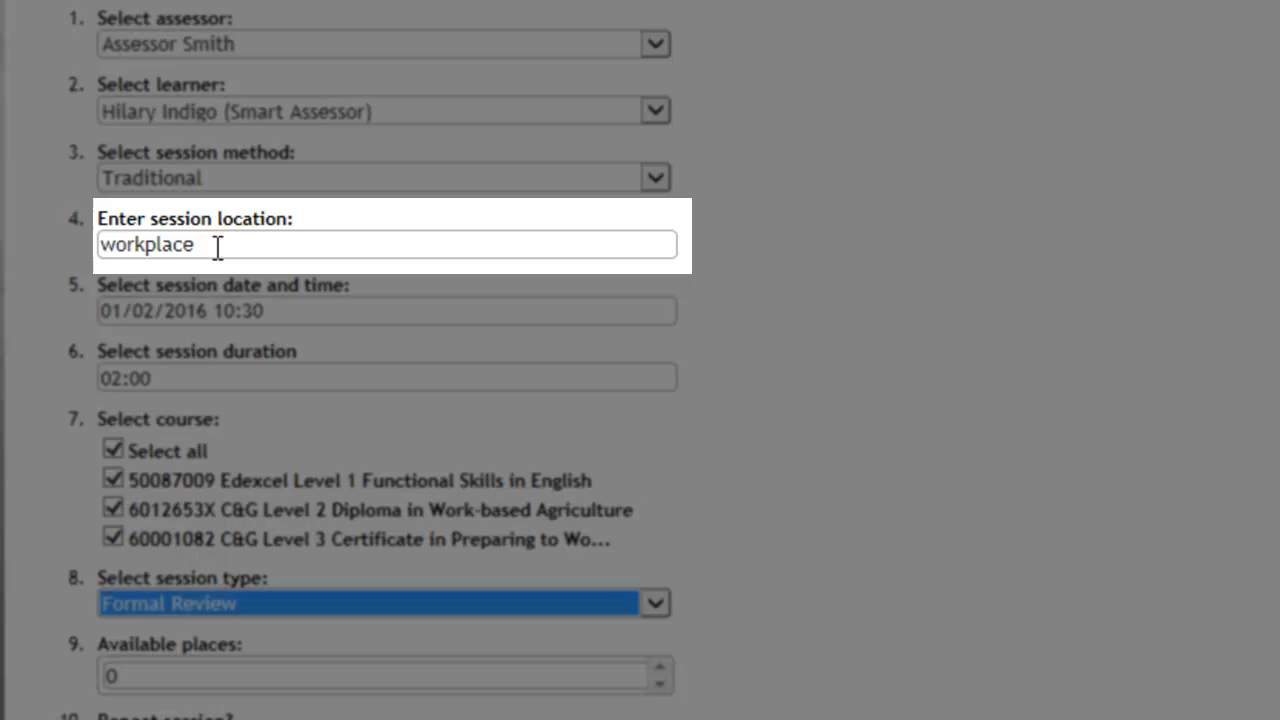 1. Select assessor:
Assessor Smith
2. Select learner:
Hilary Indigo (Smart Assessor)
3. Select session method:
Traditional
4. Enter session location:
workplace
5. Select session date and time:
01/02/2016 10:30
6. Select session duration
02:00
7. Select course:
Select all
50087009 Edexcel Level 1 Functional Skills in English
6012653X C&G Level 2 Diploma in Work-based Agriculture
60001082 C&G Level 3 Certificate in Preparing to Wo...
8. Select session type:
Formal Review
9. Available places:
0
10. Repeat session?